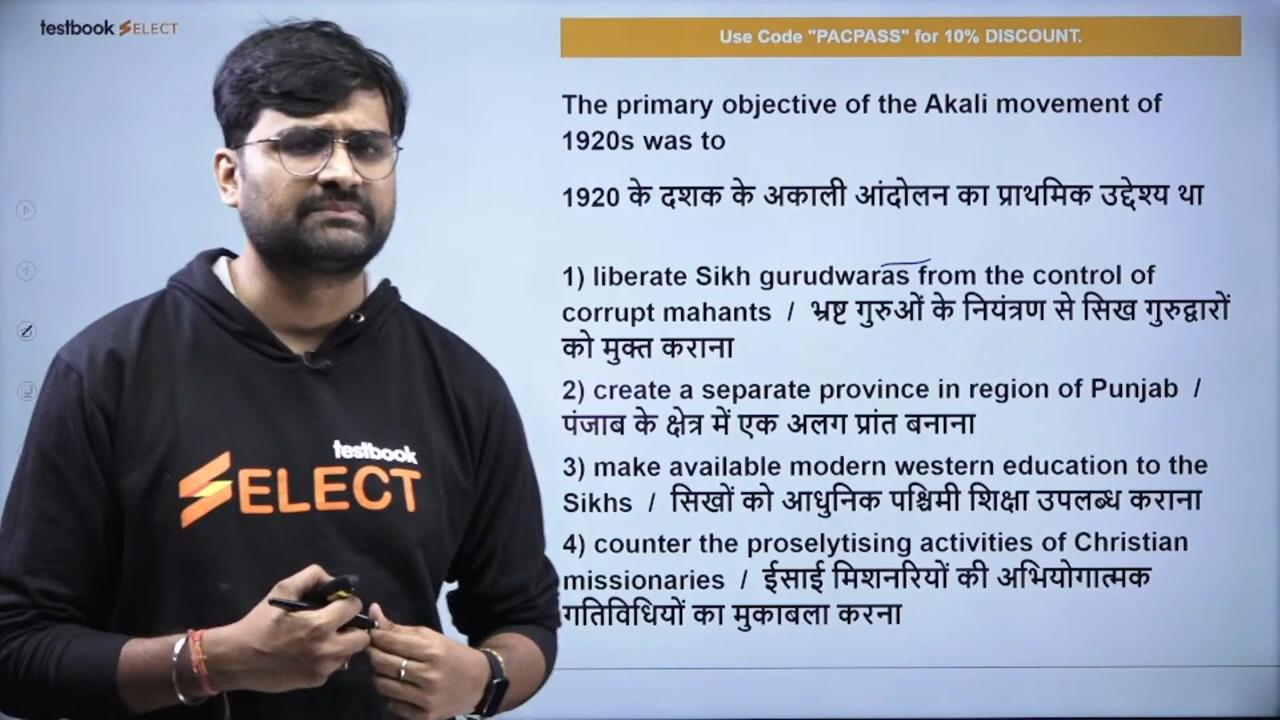 testbook SELECT
Use Code "PACPASS" for 10% DISCOUNT.
The primary objective of the Akali movement of
1920s was to
1920 के दशक के अकाली आंदोलन का प्राथमिक उद्देश्य था
1) liberate Sikh gurudwaras from the control of
corrupt mahants / भ्रष्ट गुरुओं के नियंत्रण से सिख गुरुद्वारों
को मुक्त कराना
2) create a separate province in region of Punjab /
पंजाब के क्षेत्र में एक अलग प्रांत बनाना
3) make available modern western education to the
Sikhs / सिखों को आधुनिक पश्चिमी शिक्षा उपलब्ध कराना
4) counter the proselytising activities of Christian
missionaries / ईसाई मिशनरियों की अभियोगात्मक
गतिविधियों का मुकाबला करना
testbook
SELECT